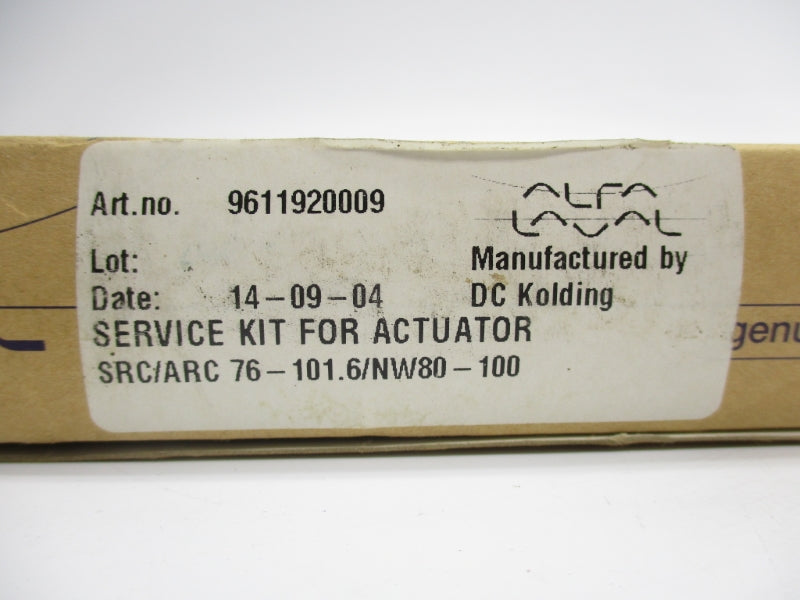 Art.no. 9611920009
ALFA
LAVAL
Lot:
Manufactured by
Date: 14-09-04
DC Kolding
SERVICE KIT FOR ACTUATOR
SRC/ARC 76-101.6/NW80-100
genu